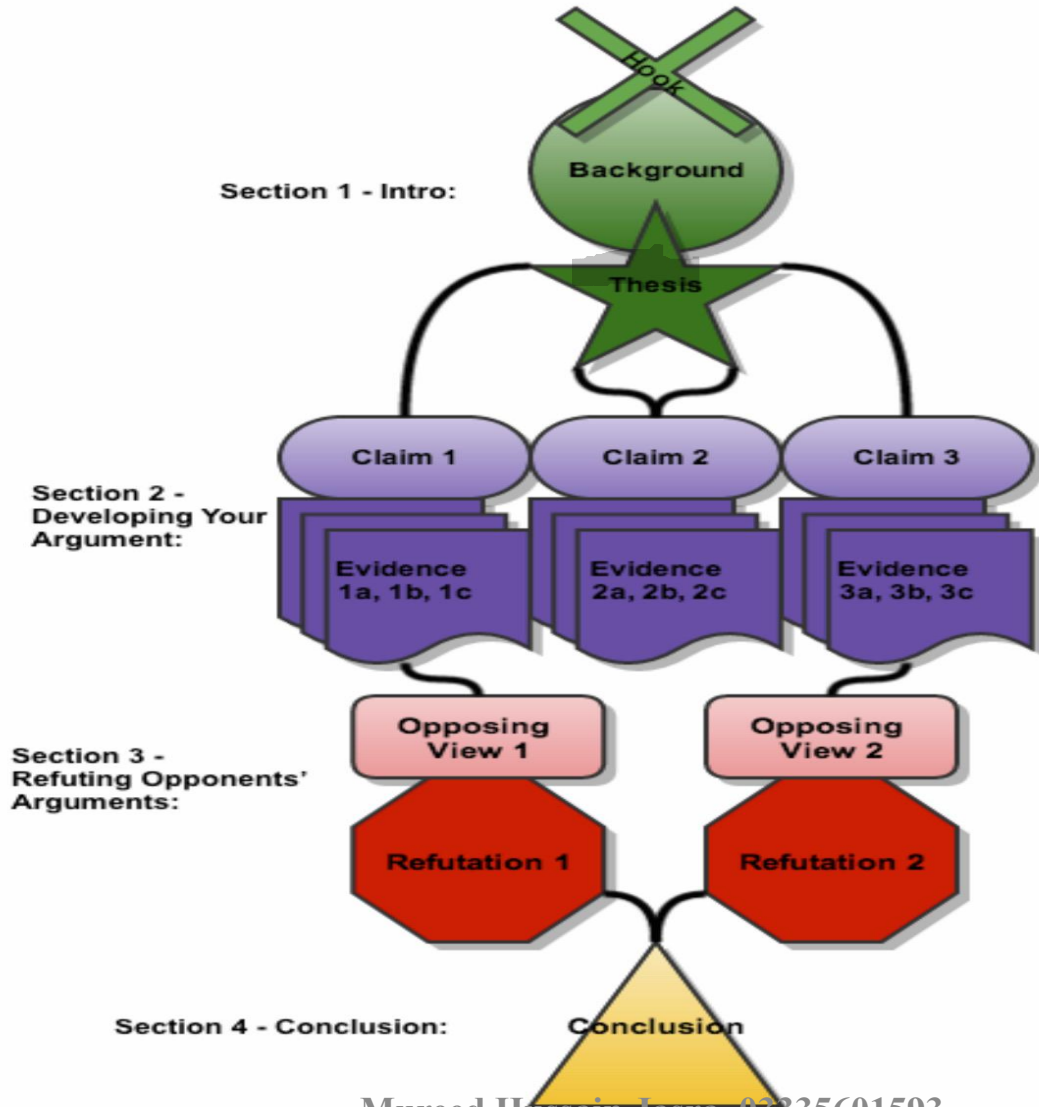 Hook
Background
Section 1 - Intro:
Thesis
Claim 1
Claim 2
Claim 3
Section 2 -
Developing Your
Argument:
Evidence
1a, 1b, 1c
Evidence
2a, 2b, 2c
Evidence
3a, 3b, 3c
Opposing
View 1
Opposing
View 2
Section 3 -
Refuting Opponents'
Arguments:
Refutation 1
Refutation 2
Section 4 - Conclusion:
Conclusion